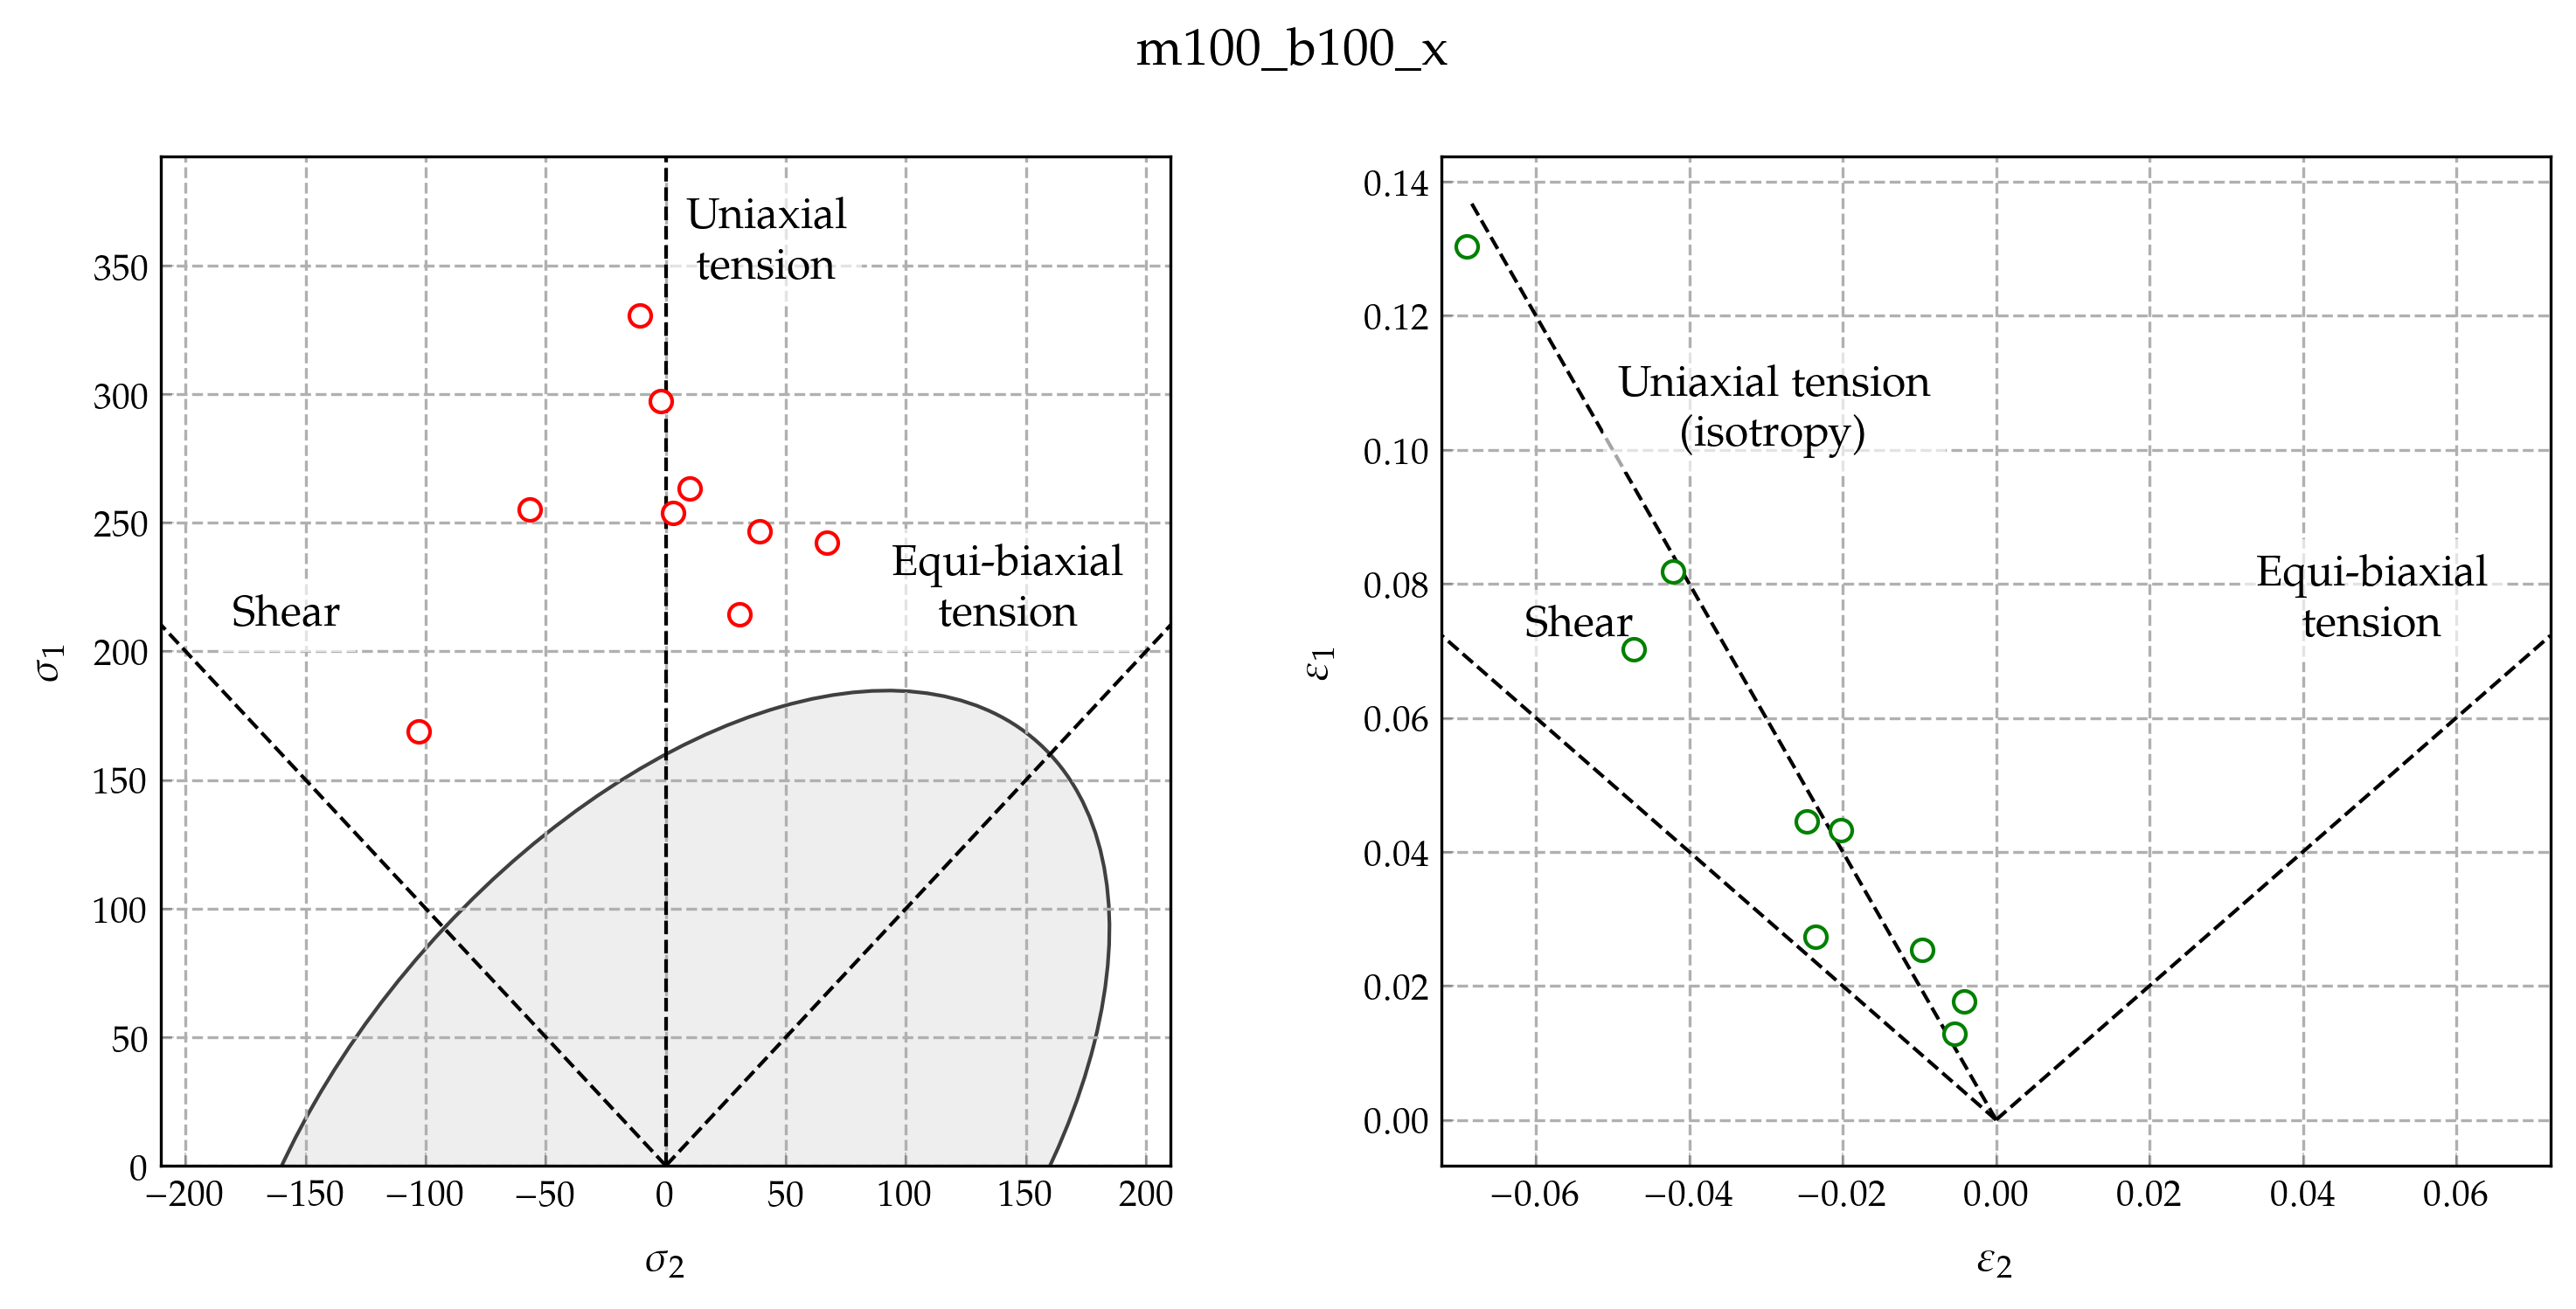 m100_b100_x
Uniaxial
tension
Equi-biaxial
tension
Shear
350
300
250
200
150
100
50
0
−200 −150 −100 −50 0 50 100 150 200
σ1
σ2
Uniaxial tension
(isotropy)
Equi-biaxial
tension
Shear
0.14
0.12
0.10
0.08
0.06
0.04
0.02
0.00
−0.06 −0.04 −0.02 0.00 0.02 0.04 0.06
ε1
ε2